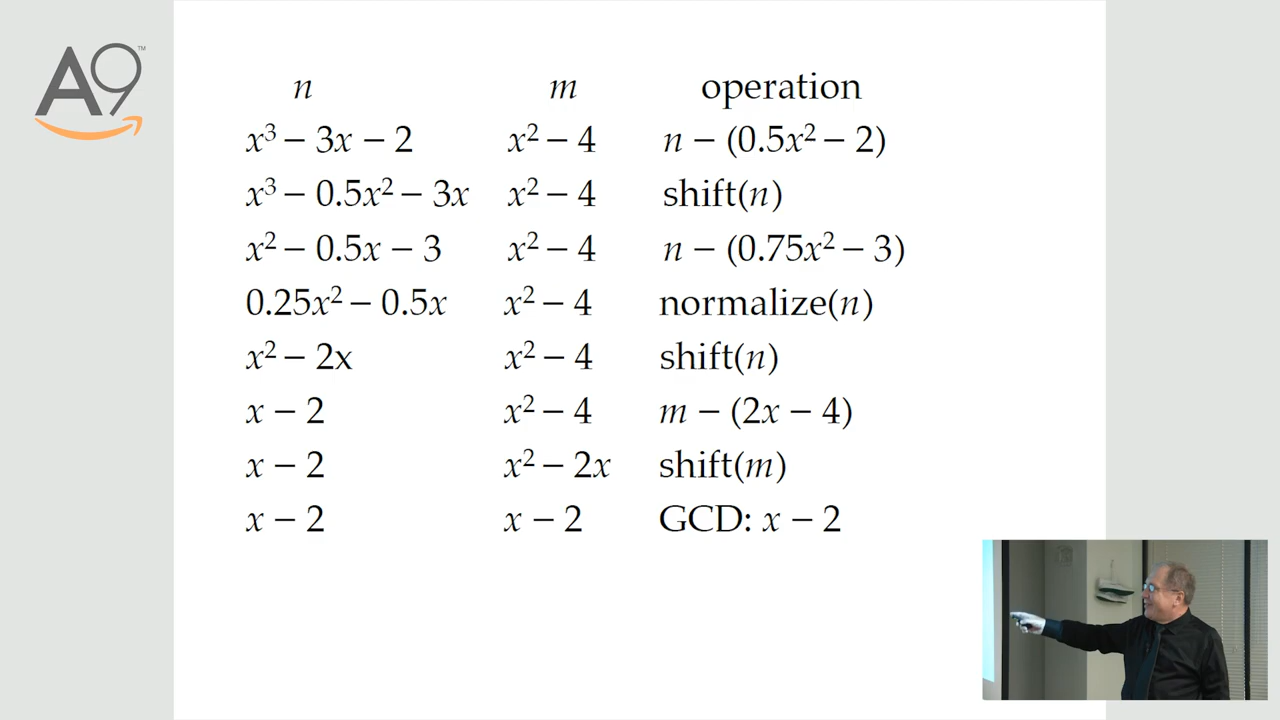 A9™
n m operation
x³ − 3x − 2 x² − 4 n − (0.5x² − 2)
x³ − 0.5x² − 3x x² − 4 shift(n)
x² − 0.5x − 3 x² − 4 n − (0.75x² − 3)
0.25x² − 0.5x x² − 4 normalize(n)
x² − 2x x² − 4 shift(n)
x − 2 x² − 4 m − (2x − 4)
x − 2 x² − 2x shift(m)
x − 2 x − 2 GCD: x − 2